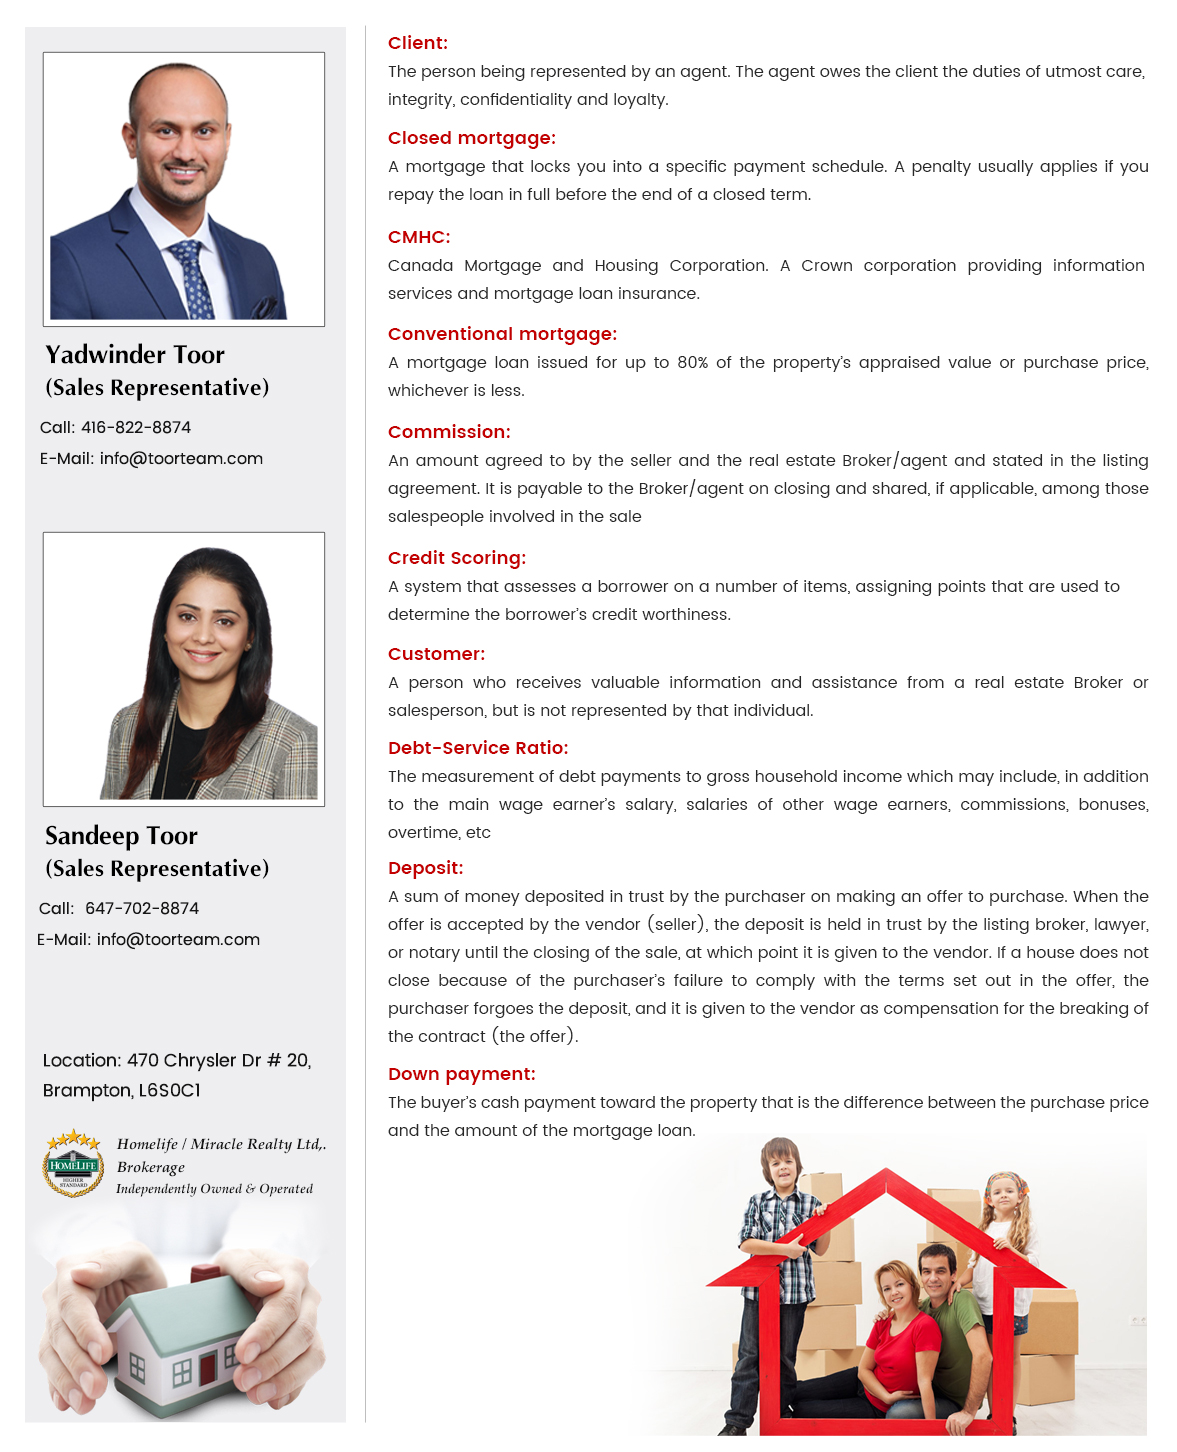 Yadwinder Toor
(Sales Representative)
Call: 416-822-8874
E-Mail: info@toorteam.com
Sandeep Toor
(Sales Representative)
Call:  647-702-8874
E-Mail: info@toorteam.com
Location: 470 Chrysler Dr # 20,
Brampton, L6S0C1
HOMELIFE
HIGHER
STANDARDS
Homelife / Miracle Realty Ltd,.
Brokerage
Independently Owned & Operated
Client:
The person being represented by an agent. The agent owes the client the duties of utmost care,
integrity, confidentiality and loyalty.
Closed mortgage:
A mortgage that locks you into a specific payment schedule. A penalty usually applies if you
repay the loan in full before the end of a closed term.
CMHC:
Canada Mortgage and Housing Corporation. A Crown corporation providing information
services and mortgage loan insurance.
Conventional mortgage:
A mortgage loan issued for up to 80% of the property’s appraised value or purchase price,
whichever is less.
Commission:
An amount agreed to by the seller and the real estate Broker/agent and stated in the listing
agreement. It is payable to the Broker/agent on closing and shared, if applicable, among those
salespeople involved in the sale
Credit Scoring:
A system that assesses a borrower on a number of items, assigning points that are used to
determine the borrower’s credit worthiness.
Customer:
A person who receives valuable information and assistance from a real estate Broker or
salesperson, but is not represented by that individual.
Debt-Service Ratio:
The measurement of debt payments to gross household income which may include, in addition
to the main wage earner’s salary, salaries of other wage earners, commissions, bonuses,
overtime, etc
Deposit:
A sum of money deposited in trust by the purchaser on making an offer to purchase. When the
offer is accepted by the vendor (seller), the deposit is held in trust by the listing broker, lawyer,
or notary until the closing of the sale, at which point it is given to the vendor. If a house does not
close because of the purchaser’s failure to comply with the terms set out in the offer, the
purchaser forgoes the deposit, and it is given to the vendor as compensation for the breaking of
the contract (the offer).
Down payment:
The buyer’s cash payment toward the property that is the difference between the purchase price
and the amount of the mortgage loan.